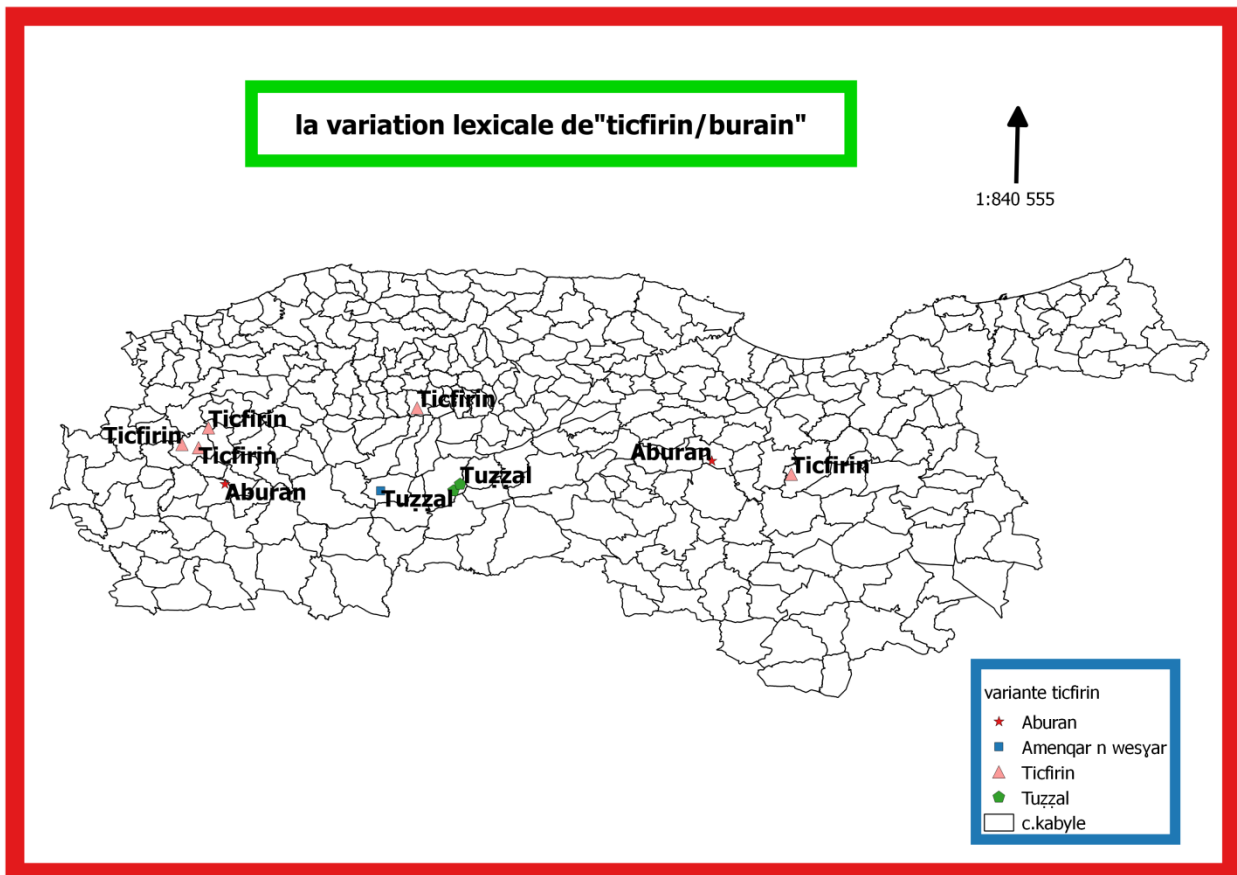 la variation lexicale de"ticfirin/burain"
1:840 555
Ticfirin
Ticfirin
Ticfirin
Ticfirin
Aburan
Tuẓẓal
Tuẓẓal
Aburan
Ticfirin
variante ticfirin
Aburan
Amenqar n wesɣar
Ticfirin
Tuẓẓal
c.kabyle